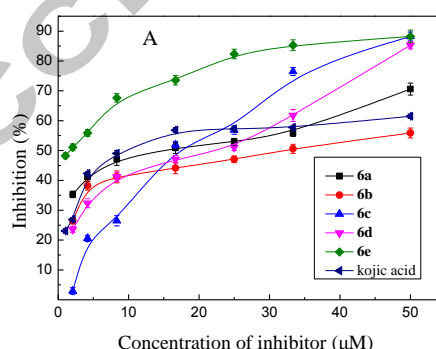 A
90
80
70
60
50
40
30
20
10
Inhibition (%)
6a
6b
6c
6d
6e
kojic acid
0 10 20 30 40 50
Concentration of inhibitor (μM)